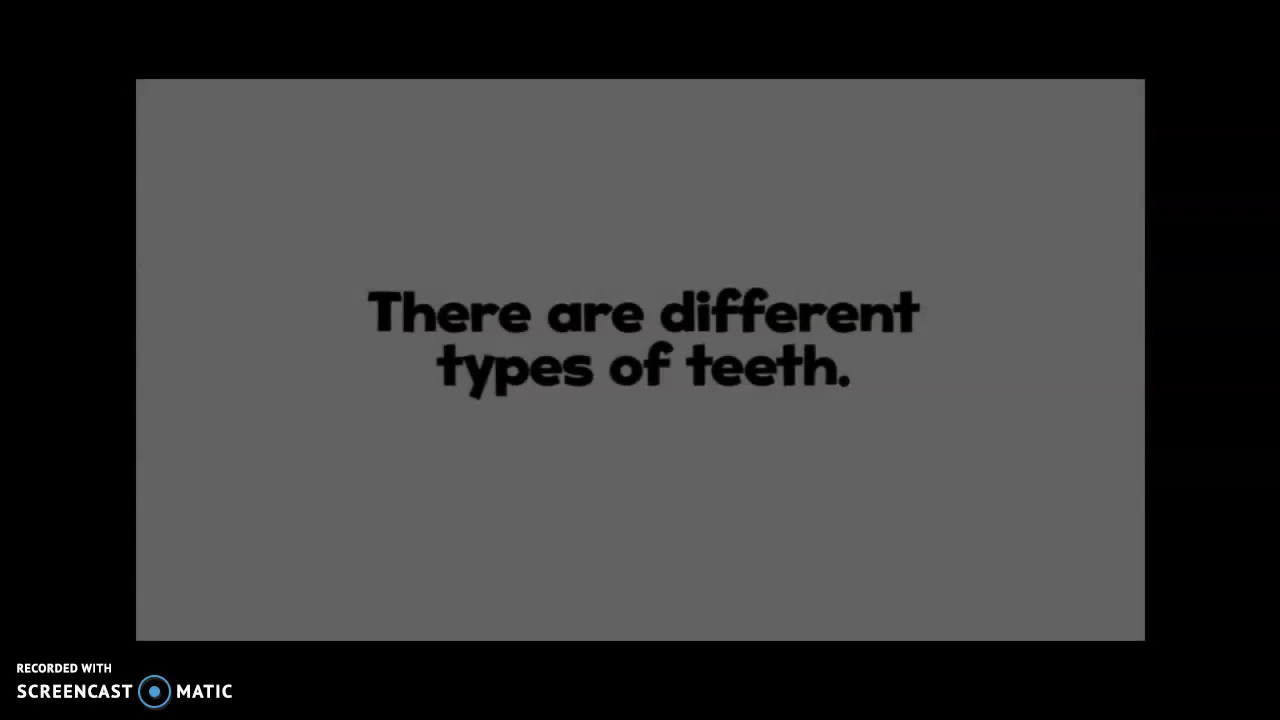 There are different
types of teeth.
RECORDED WITH
SCREENCAST MATIC